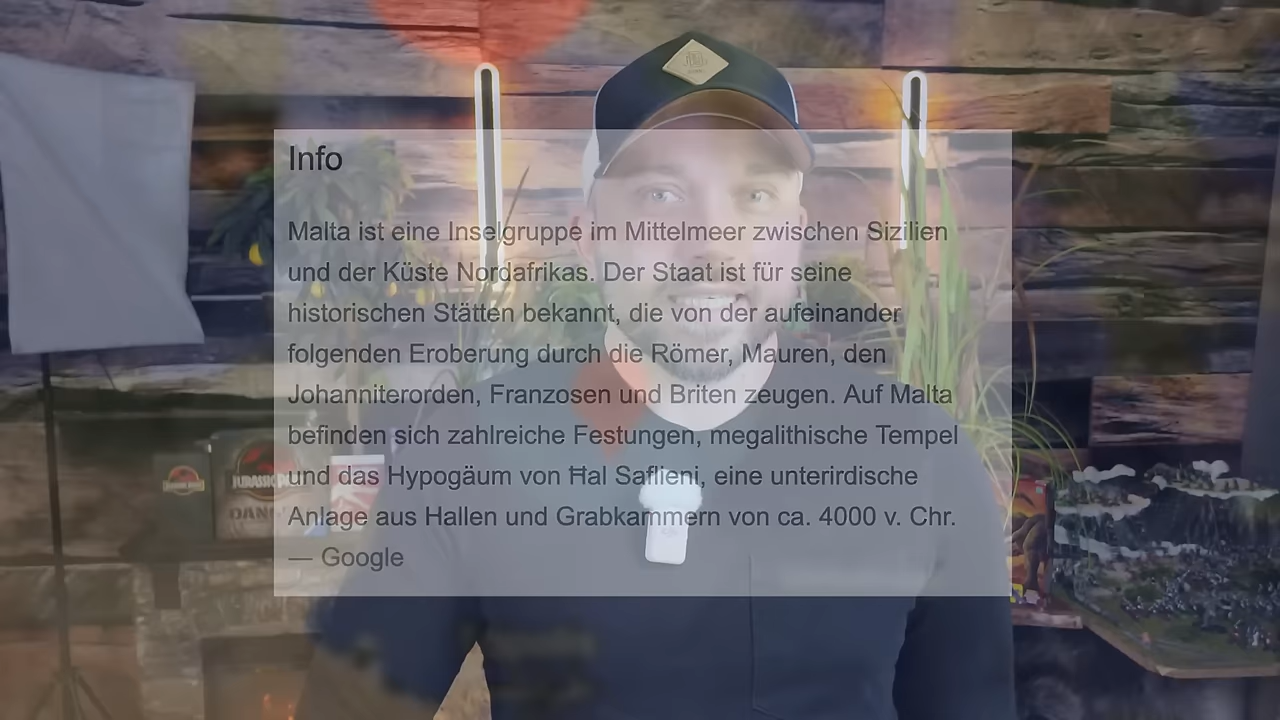 Info
Malta ist eine Inselgruppe im Mittelmeer zwischen Sizilien
und der Küste Nordafrikas. Der Staat ist für seine
historischen Stätten bekannt, die von der aufeinander
folgenden Eroberung durch die Römer, Mauren, den
Johanniterorden, Franzosen und Briten zeugen. Auf Malta
befinden sich zahlreiche Festungen, megalithische Tempel
und das Hypogäum von Ħal Saflieni, eine unterirdische
Anlage aus Hallen und Grabkammern von ca. 4000 v. Chr.
— Google